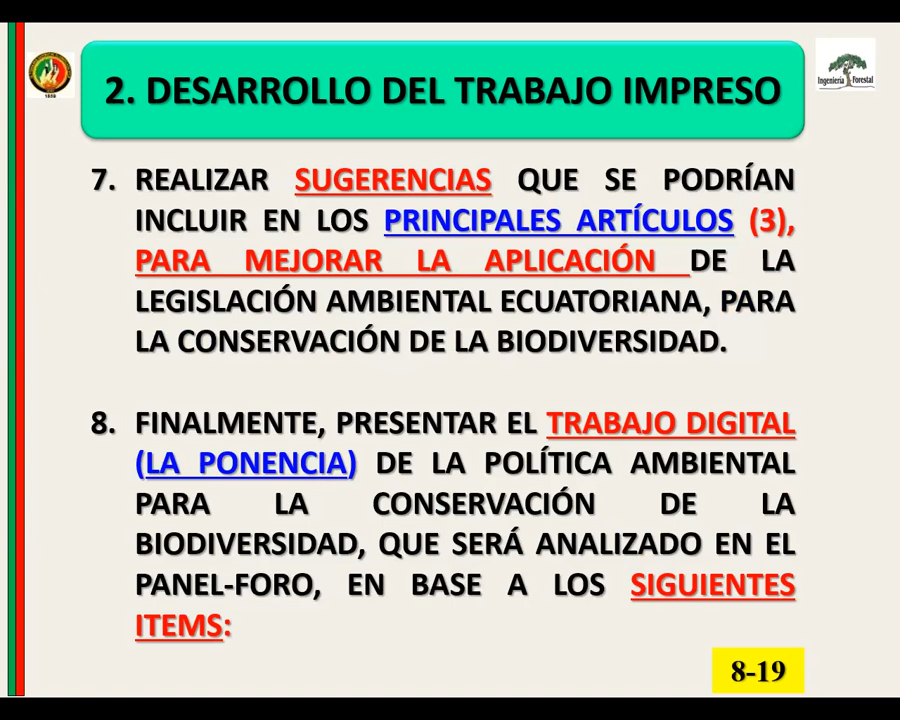 2. DESARROLLO DEL TRABAJO IMPRESO
Ingeniería Forestal
1859
7. REALIZAR SUGERENCIAS QUE SE PODRÍAN
INCLUIR EN LOS PRINCIPALES ARTÍCULOS (3),
PARA MEJORAR LA APLICACIÓN DE LA
LEGISLACIÓN AMBIENTAL ECUATORIANA, PARA
LA CONSERVACIÓN DE LA BIODIVERSIDAD.
8. FINALMENTE, PRESENTAR EL TRABAJO DIGITAL
(LA PONENCIA) DE LA POLÍTICA AMBIENTAL
PARA LA CONSERVACIÓN DE LA
BIODIVERSIDAD, QUE SERÁ ANALIZADO EN EL
PANEL-FORO, EN BASE A LOS SIGUIENTES
ITEMS:
8-19